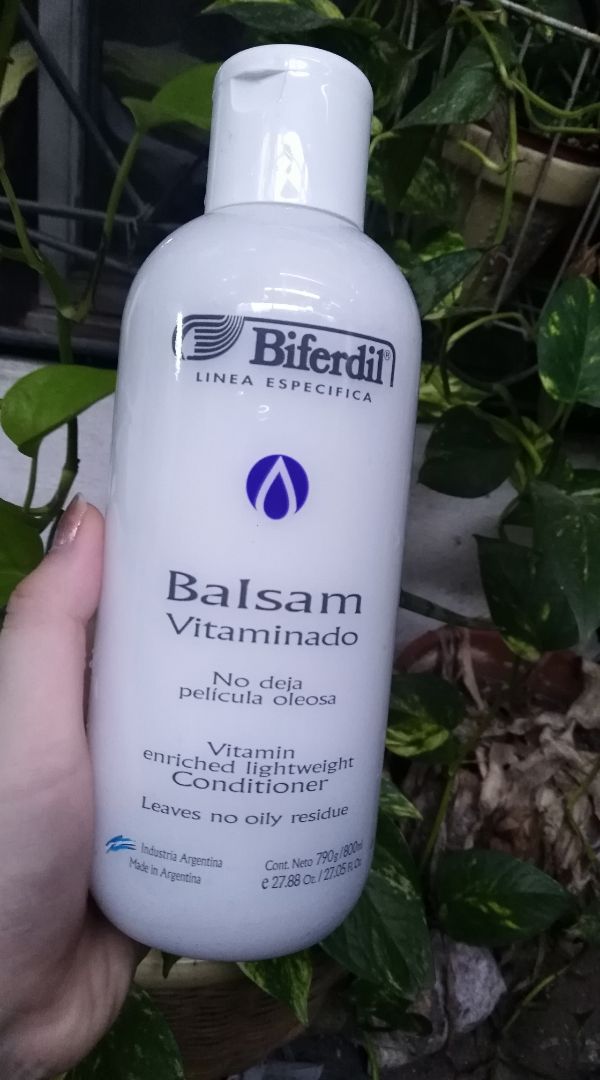 Biferdil®
LINEA ESPECIFICA
Balsam
Vitaminado
No deja
película oleosa
Vitamin
enriched lightweight
Conditioner
Leaves no oily residue
Industria Argentina
Made in Argentina
Cont. Neto 790g/800ml
e 27.88 Oz./27.05 Fl. Oz.